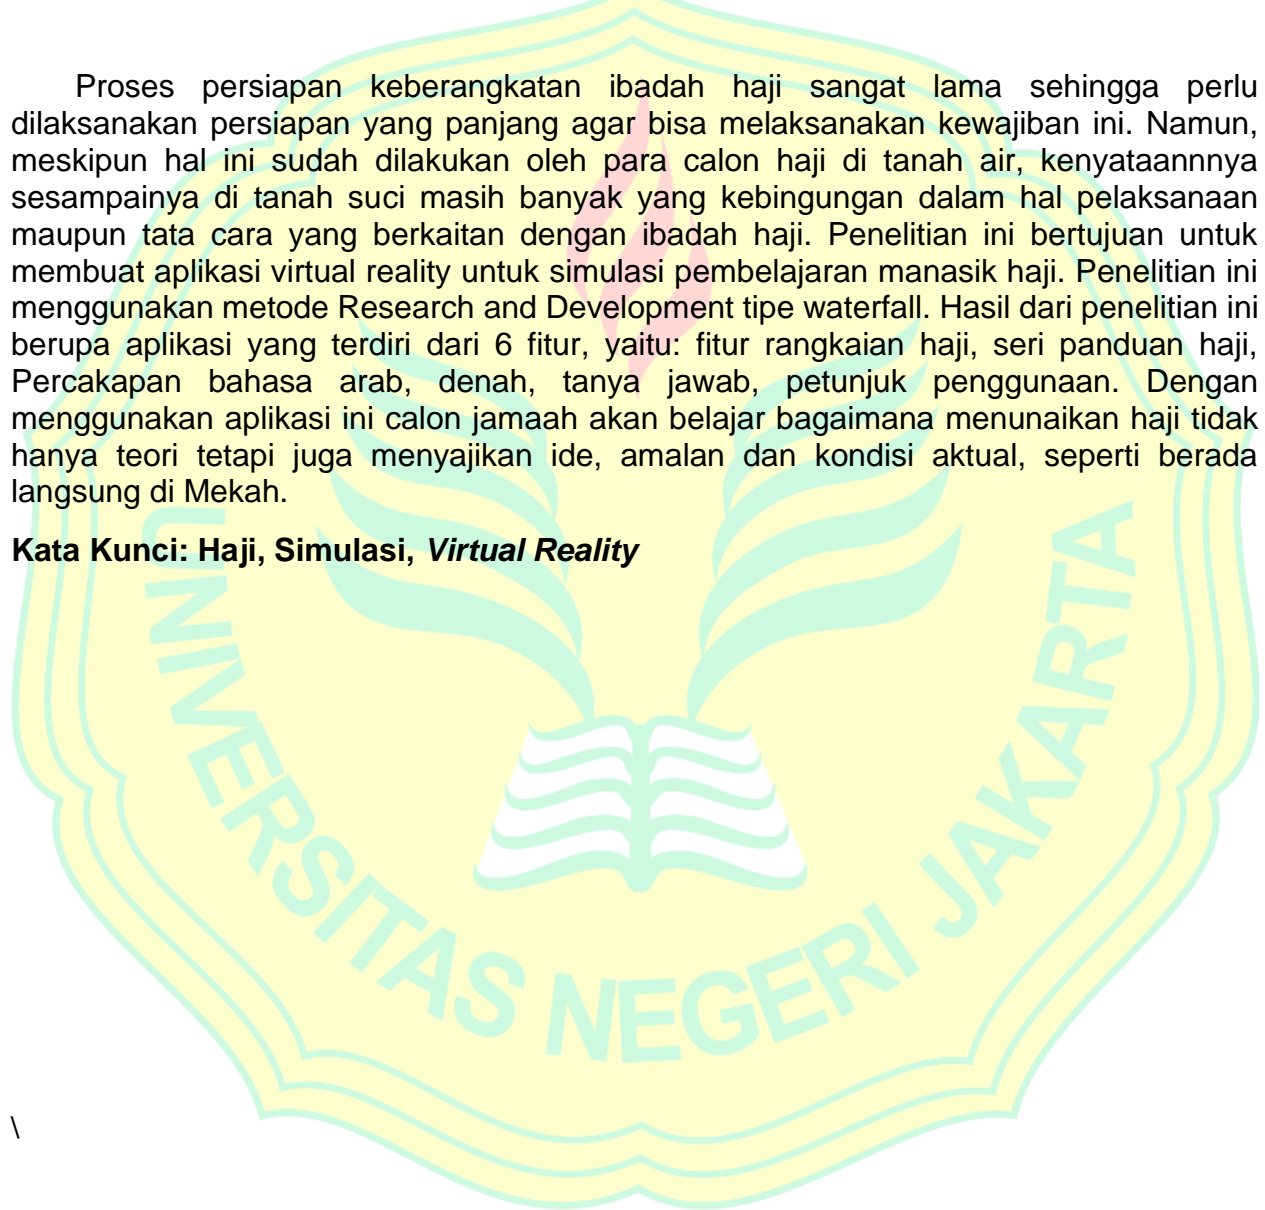 Proses persiapan keberangkatan ibadah haji sangat lama sehingga perlu
dilaksanakan persiapan yang panjang agar bisa melaksanakan kewajiban ini. Namun,
meskipun hal ini sudah dilakukan oleh para calon haji di tanah air, kenyataannnya
sesampainya di tanah suci masih banyak yang kebingungan dalam hal pelaksanaan
maupun tata cara yang berkaitan dengan ibadah haji. Penelitian ini bertujuan untuk
membuat aplikasi virtual reality untuk simulasi pembelajaran manasik haji. Penelitian ini
menggunakan metode Research and Development tipe waterfall. Hasil dari penelitian ini
berupa aplikasi yang terdiri dari 6 fitur, yaitu: fitur rangkaian haji, seri panduan haji,
Percakapan bahasa arab, denah, tanya jawab, petunjuk penggunaan. Dengan
menggunakan aplikasi ini calon jamaah akan belajar bagaimana menunaikan haji tidak
hanya teori tetapi juga menyajikan ide, amalan dan kondisi aktual, seperti berada
langsung di Mekah.
Kata Kunci: Haji, Simulasi, Virtual Reality
UNIVERSITAS NEGERI JAKARTA
\